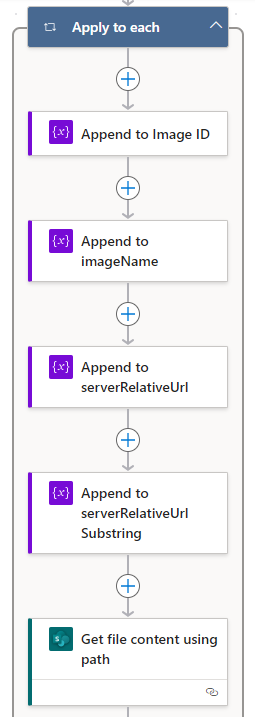 Apply to each
{x} Append to Image ID
{x} Append to
imageName
{x} Append to
serverRelativeUrl
{x} Append to
serverRelativeUrl
Substring
s Get file content using
path